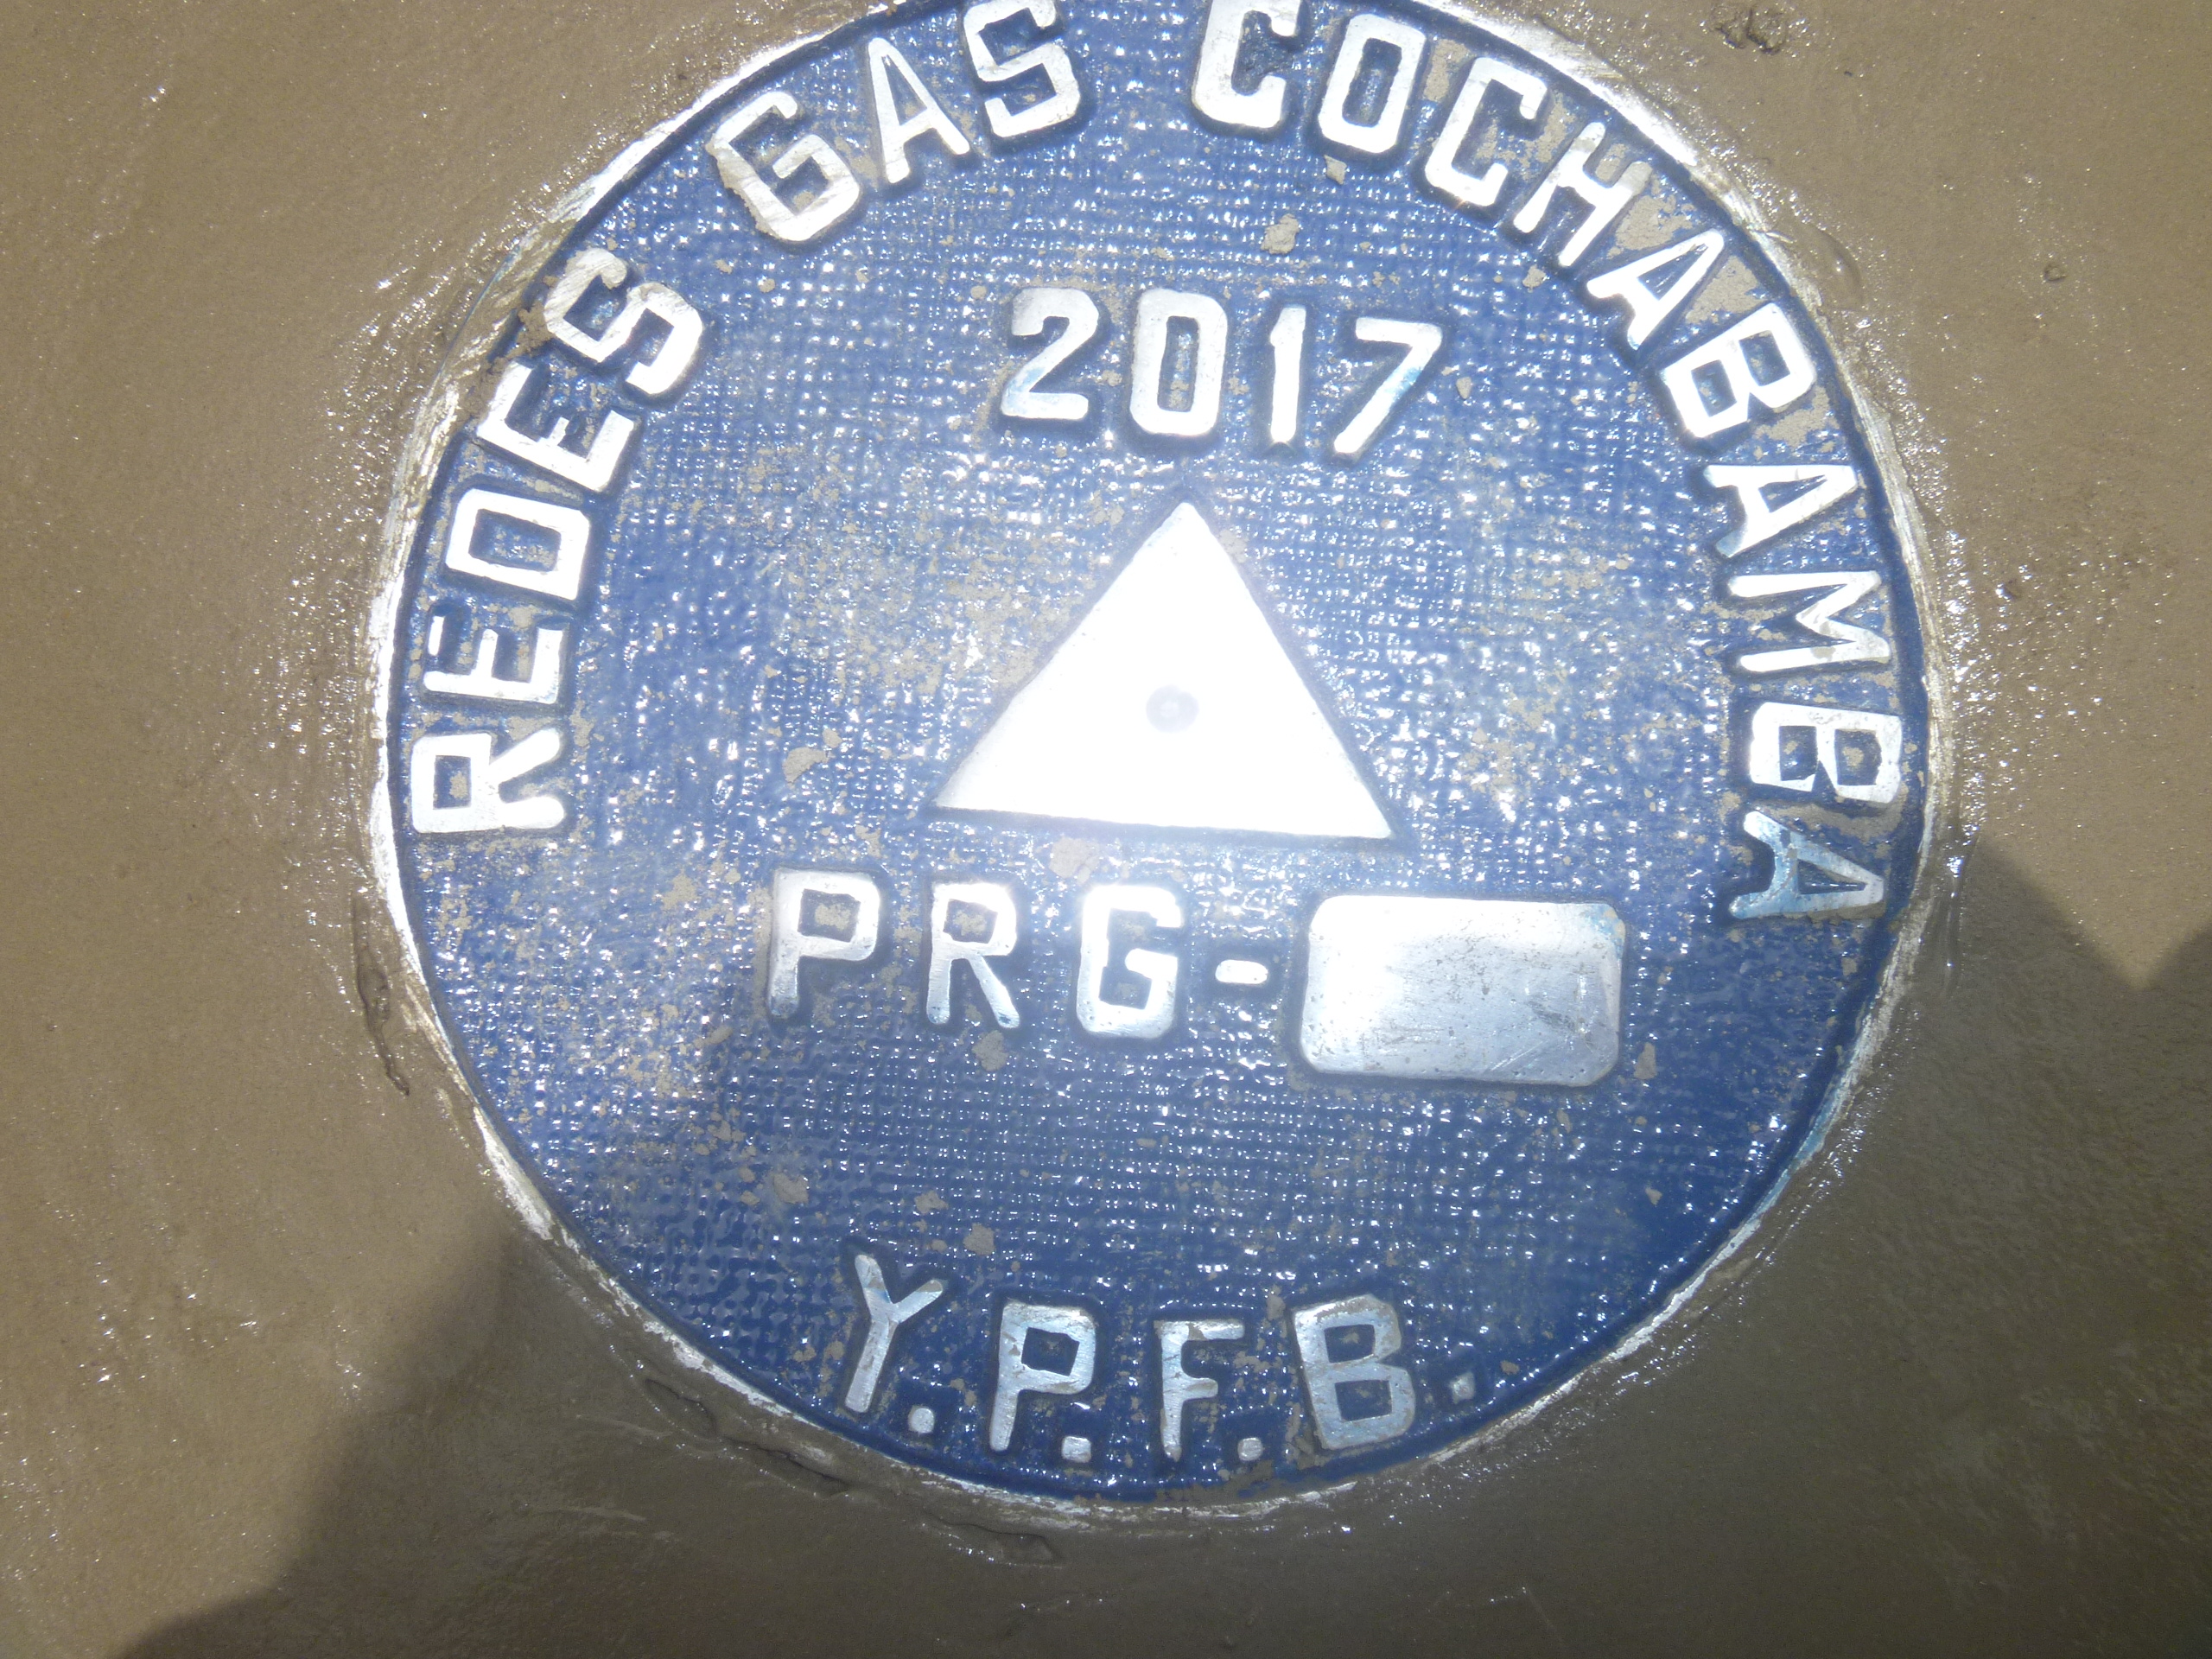 REDES GAS COCHABAMBA
2017
PRG-
Y.P.F.B.